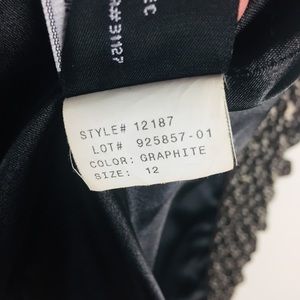 STYLE# 12187
LOT# 925857-01
COLOR: GRAPHITE
SIZE: 12